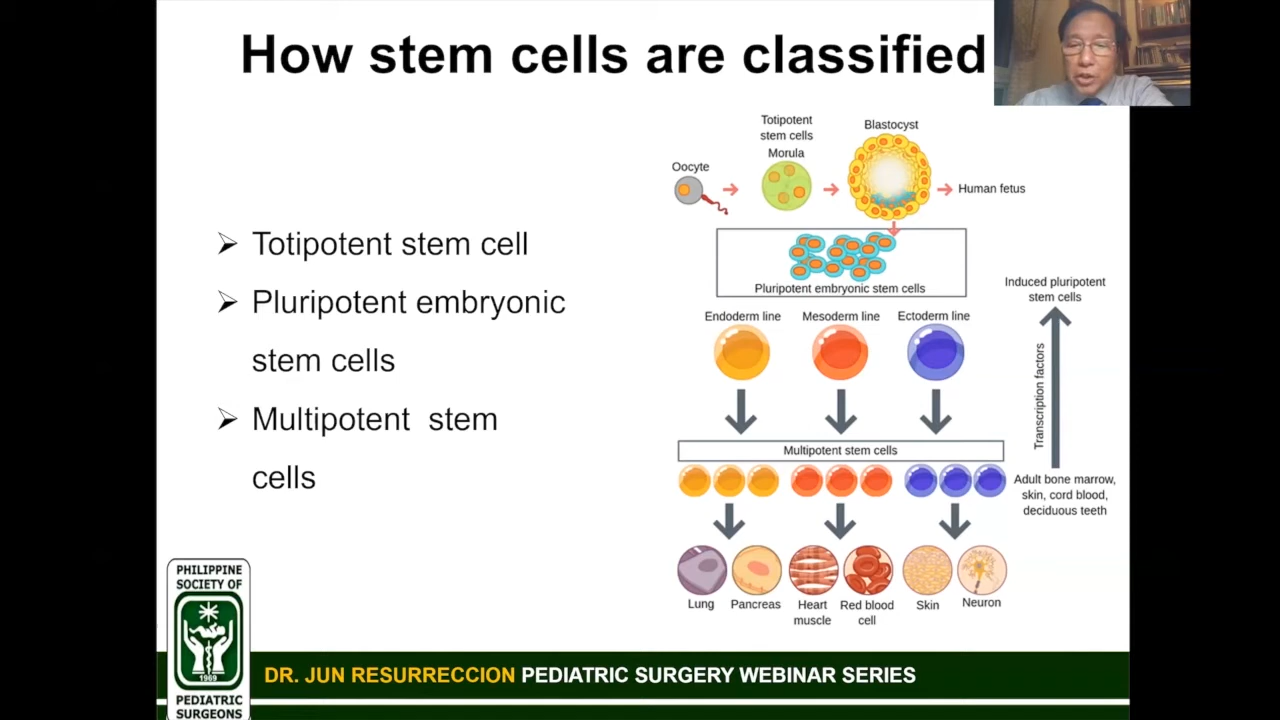 How stem cells are classified
Totipotent stem cell
Pluripotent embryonic
stem cells
Multipotent stem
cells
Totipotent
stem cells
Morula
Blastocyst
Oocyte
Human fetus
Pluripotent embryonic stem cells
Endoderm line
Mesoderm line
Ectoderm line
Induced pluripotent
stem cells
Transcription factors
Adult bone marrow,
skin, cord blood,
deciduous teeth
Multipotent stem cells
Lung
Pancreas
Heart
muscle
Red blood
cell
Skin
Neuron
PHILIPPINE
SOCIETY OF
1969
PEDIATRIC
SURGEONS
DR. JUN RESURRECCION PEDIATRIC SURGERY WEBINAR SERIES